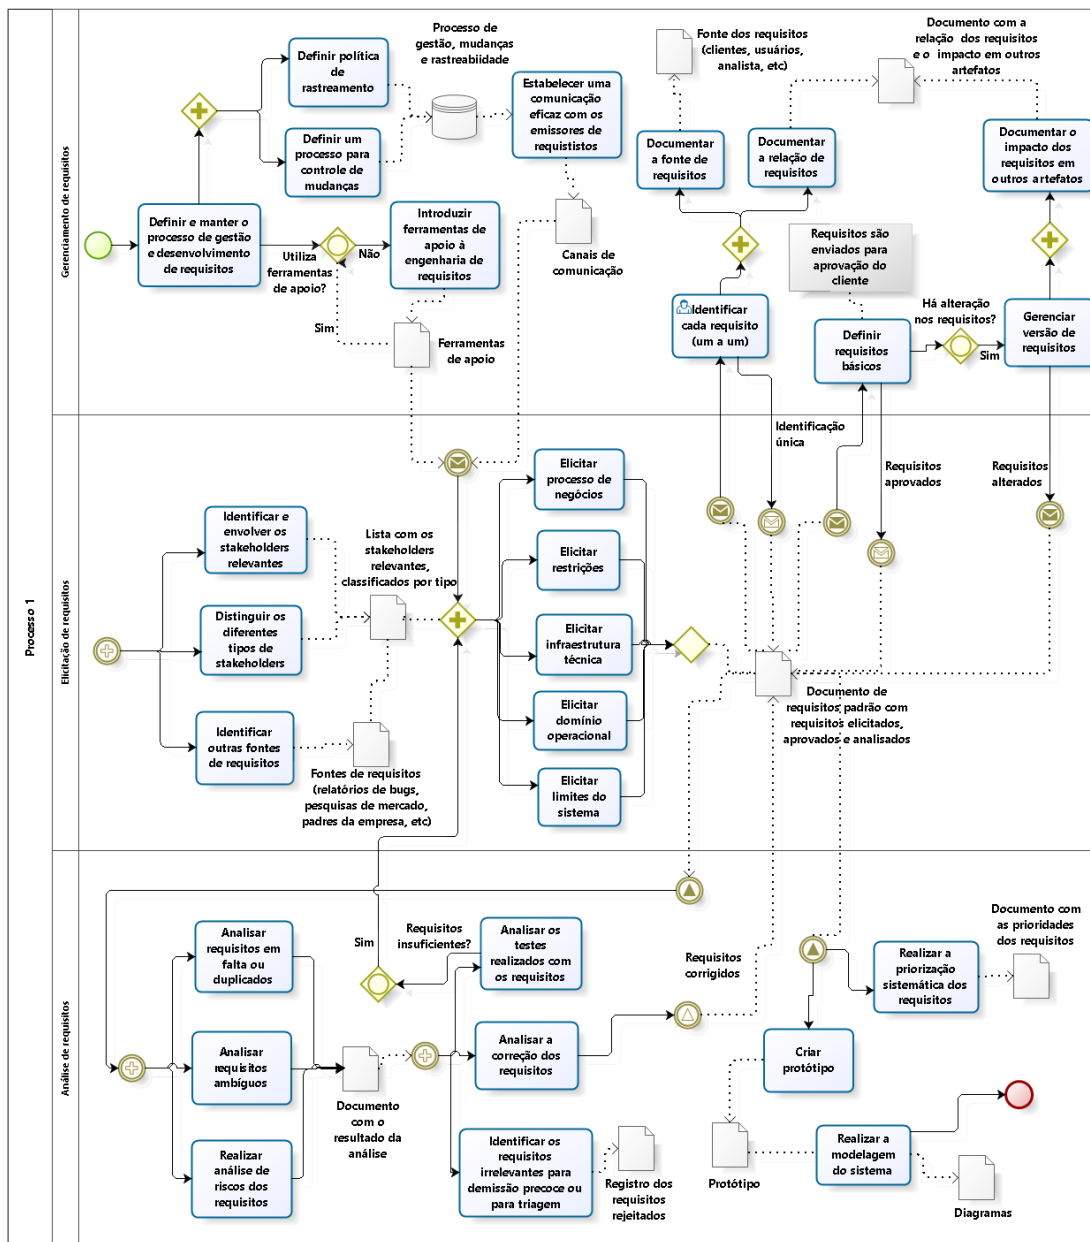 Processo 1
Gerenciamento de requisitos
Definir política
de
rastreamento
Definir um
processo para
controle de
mudanças
Processo de
gestão, mudanças
e rastreabiidade
Estabelecer uma
comunicação
eficaz com os
emissores de
requististos
Fonte dos requisitos
(clientes, usuários,
analista, etc)
Documento com a
relação dos requisitos
e o impacto em outros
artefatos
Documentar
a fonte de
requisitos
Documentar
a relação de
requisitos
Documentar o
impacto dos
requisitos em
outros artefatos
Definir e manter o
processo de gestão
e desenvolvimento
de requisitos
Utiliza
ferramentas
de apoio?
Não
Sim
Introduzir
ferramentas de
apoio à
engenharia de
requisitos
Ferramentas
de apoio
Canais de
comunicação
Requisitos são
enviados para
aprovação do
cliente
Identificar
cada requisito
(um a um)
Definir
requisitos
básicos
Há alteração
nos requisitos?
Sim
Gerenciar
versão de
requisitos
Elicitação de requisitos
Identificação
única
Requisitos
aprovados
Requisitos
alterados
Identificar e
envolver os
stakeholders
relevantes
Distinguir os
diferentes
tipos de
stakeholders
Identificar
outras fontes
de requisitos
Lista com os
stakeholders
relevantes,
classificados por tipo
Fontes de requisitos
(relatórios de bugs,
pesquisas de mercado,
padres da empresa, etc)
Elicitar
processo de
negócios
Elicitar
restrições
Elicitar
infraestrutura
técnica
Elicitar
domínio
operacional
Elicitar
limites do
sistema
Documento de
requisitos padrão com
requisitos elicitados,
aprovados e analisados
Análise de requisitos
Analisar
requisitos em
falta ou
duplicados
Analisar
requisitos
ambíguos
Realizar
análise de
riscos dos
requisitos
Sim
Requisitos
insuficientes?
Documento
com o
resultado da
análise
Analisar os
testes
realizados com
os requisitos
Analisar a
correção dos
requisitos
Identificar os
requisitos
irrelevantes para
demissão precoce ou
para triagem
Registro dos
requisitos
rejeitados
Requisitos
corrigidos
Realizar a
priorização
sistemática dos
requisitos
Documento com
as prioridades
dos requisitos
Criar
protótipo
Protótipo
Realizar a
modelagem
do sistema
Diagramas